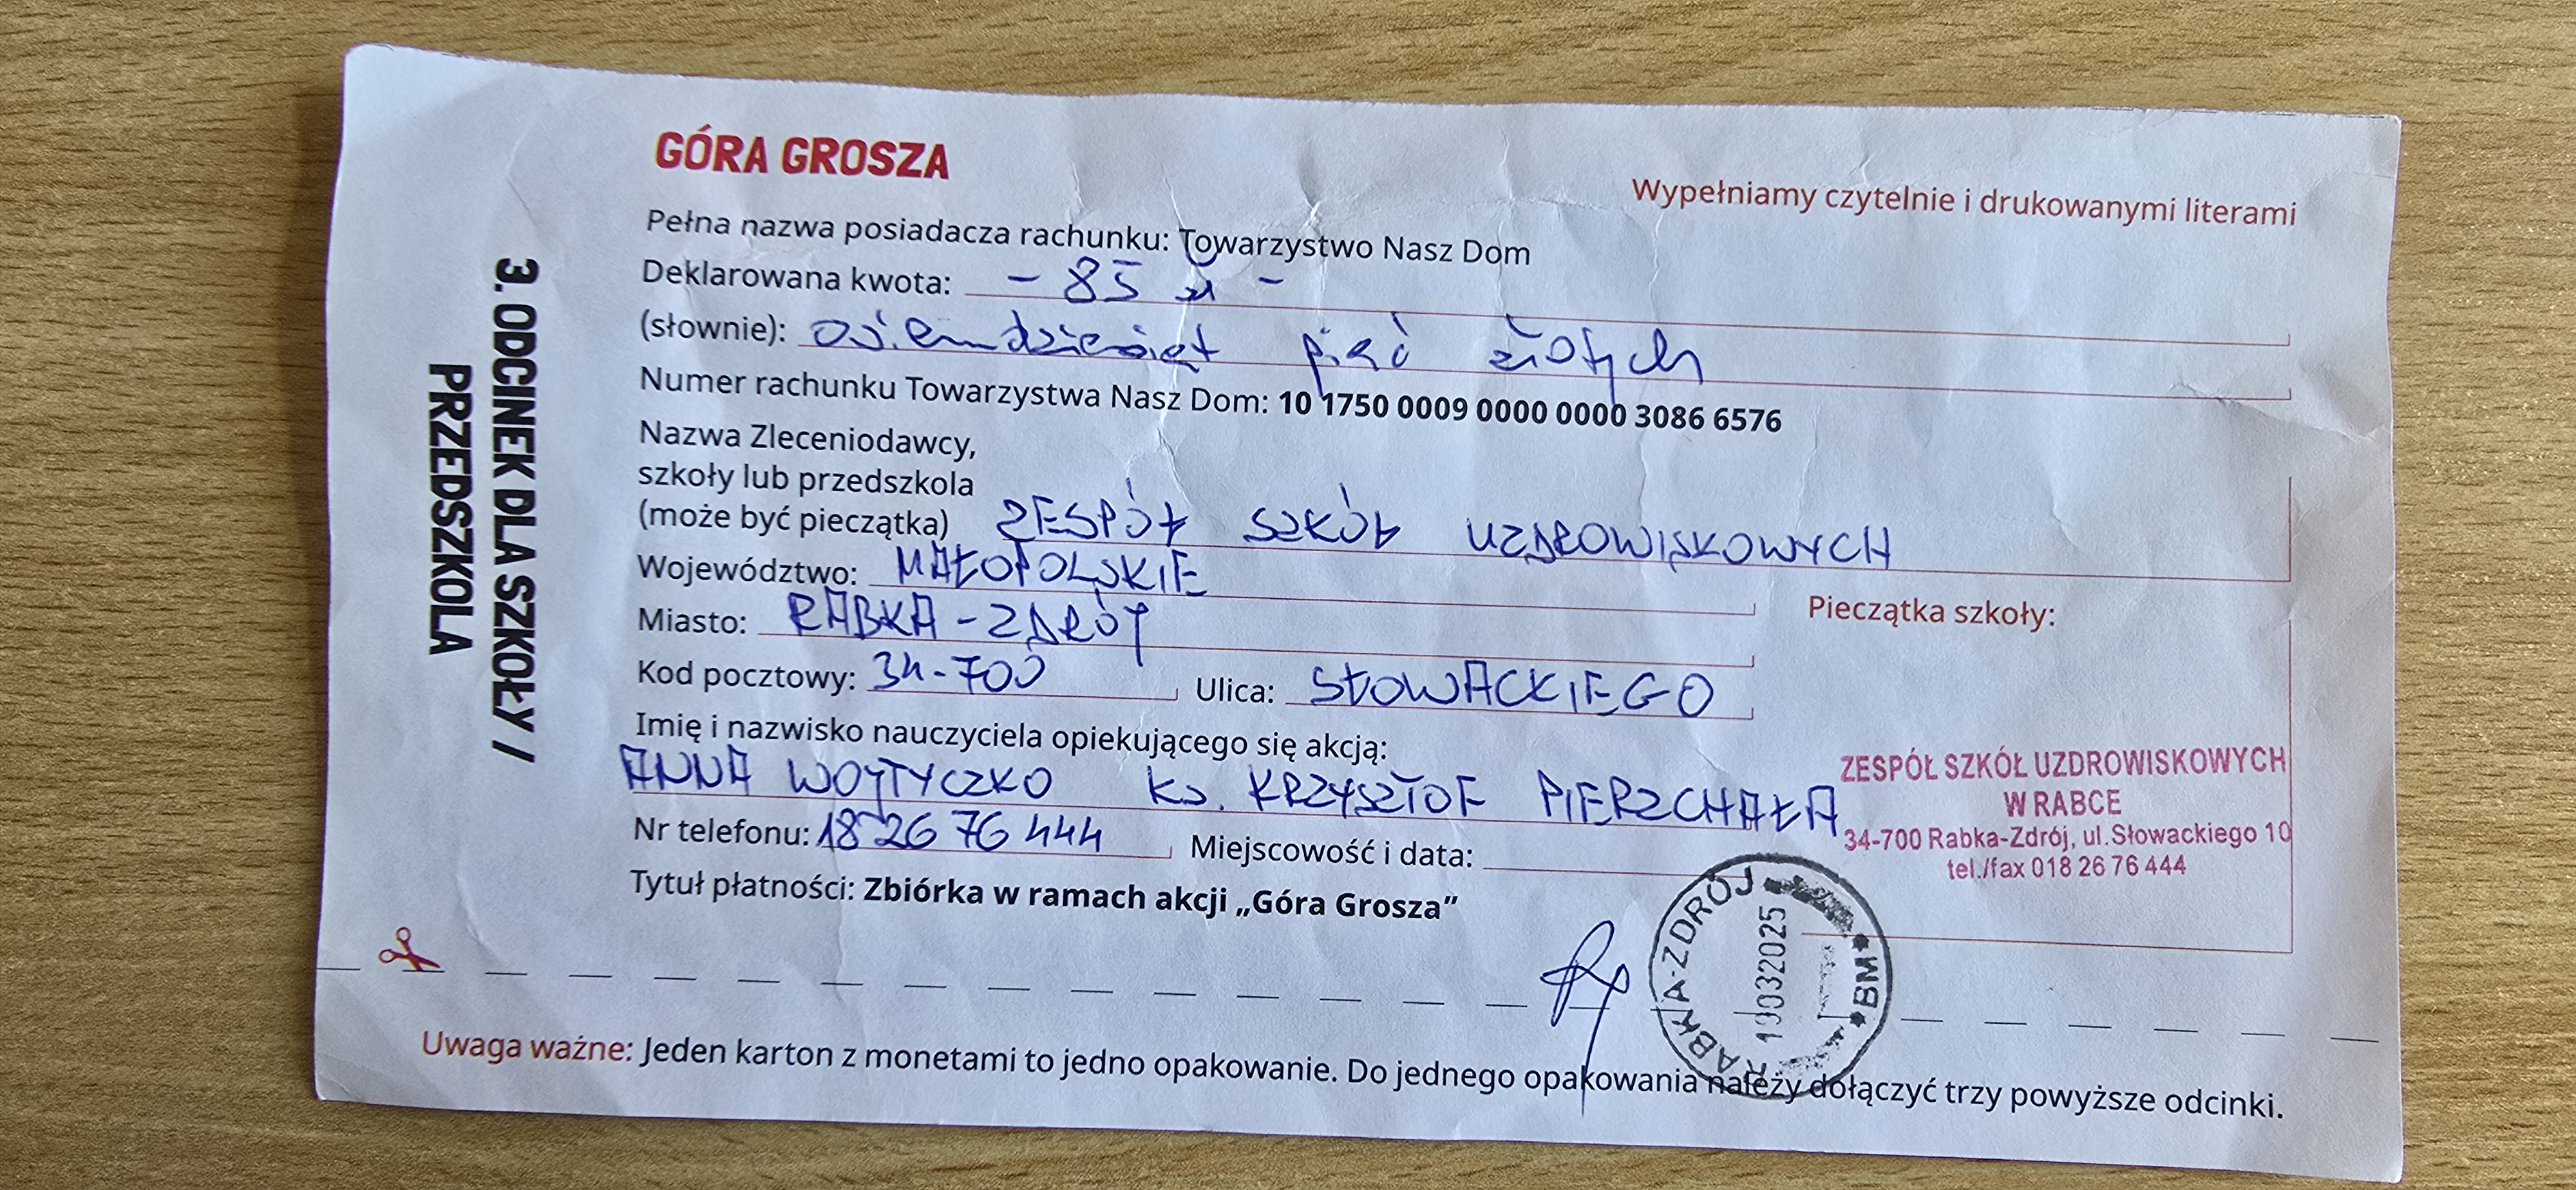 GÓRA GROSZA
Wypełniamy czytelnie i drukowanymi literami
Pełna nazwa posiadacza rachunku: Towarzystwo Nasz Dom
Deklarowana kwota: - 85 zł -
(słownie): osiemdziesiąt pięć złotych
Numer rachunku Towarzystwa Nasz Dom: 10 1750 0009 0000 0000 3086 6576
Nazwa Zleceniodawcy,
szkoły lub przedszkola
(może być pieczątka) ZESPÓŁ SZKÓŁ UZDROWISKOWYCH
Województwo: MAŁOPOLSKIE
Miasto: RABKA-ZDRÓJ
Pieczątka szkoły:
Kod pocztowy: 34-700 Ulica: SŁOWACKIEGO
Imię i nazwisko nauczyciela opiekującego się akcją:
ANNA WOJTYCZKO ks. KRZYSZTOF PIERZCHAŁA
Nr telefonu: 18 26 76 444 Miejscowość i data:
Tytuł płatności: Zbiórka w ramach akcji „Góra Grosza”
ZESPÓŁ SZKÓŁ UZDROWISKOWYCH
W RABCE
34-700 Rabka-Zdrój, ul.Słowackiego 10
tel./fax 018 26 76 444
RABKA-ZDRÓJ
19032025
*BM*
3. ODCINEK DLA SZKOŁY /
PRZEDSZKOLA
Uwaga ważne: Jeden karton z monetami to jedno opakowanie. Do jednego opakowania należy dołączyć trzy powyższe odcinki.